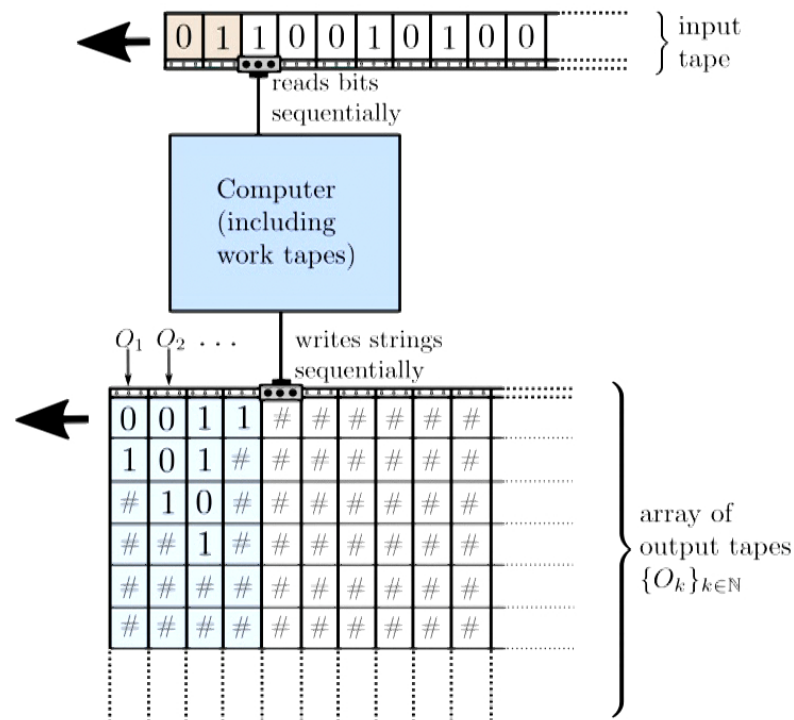 0 1 1 0 0 1 0 1 0 0
input
tape
reads bits
sequentially
Computer
(including
work tapes)
O₁ O₂ . . .
writes strings
sequentially
0 0 1 1 # # # # # #
1 0 1 # # # # # # #
# 1 0 # # # # # # #
# # 1 # # # # # # #
# # # # # # # # # #
# # # # # # # # # #
array of
output tapes
{Oₖ}ₖ∈ℕ